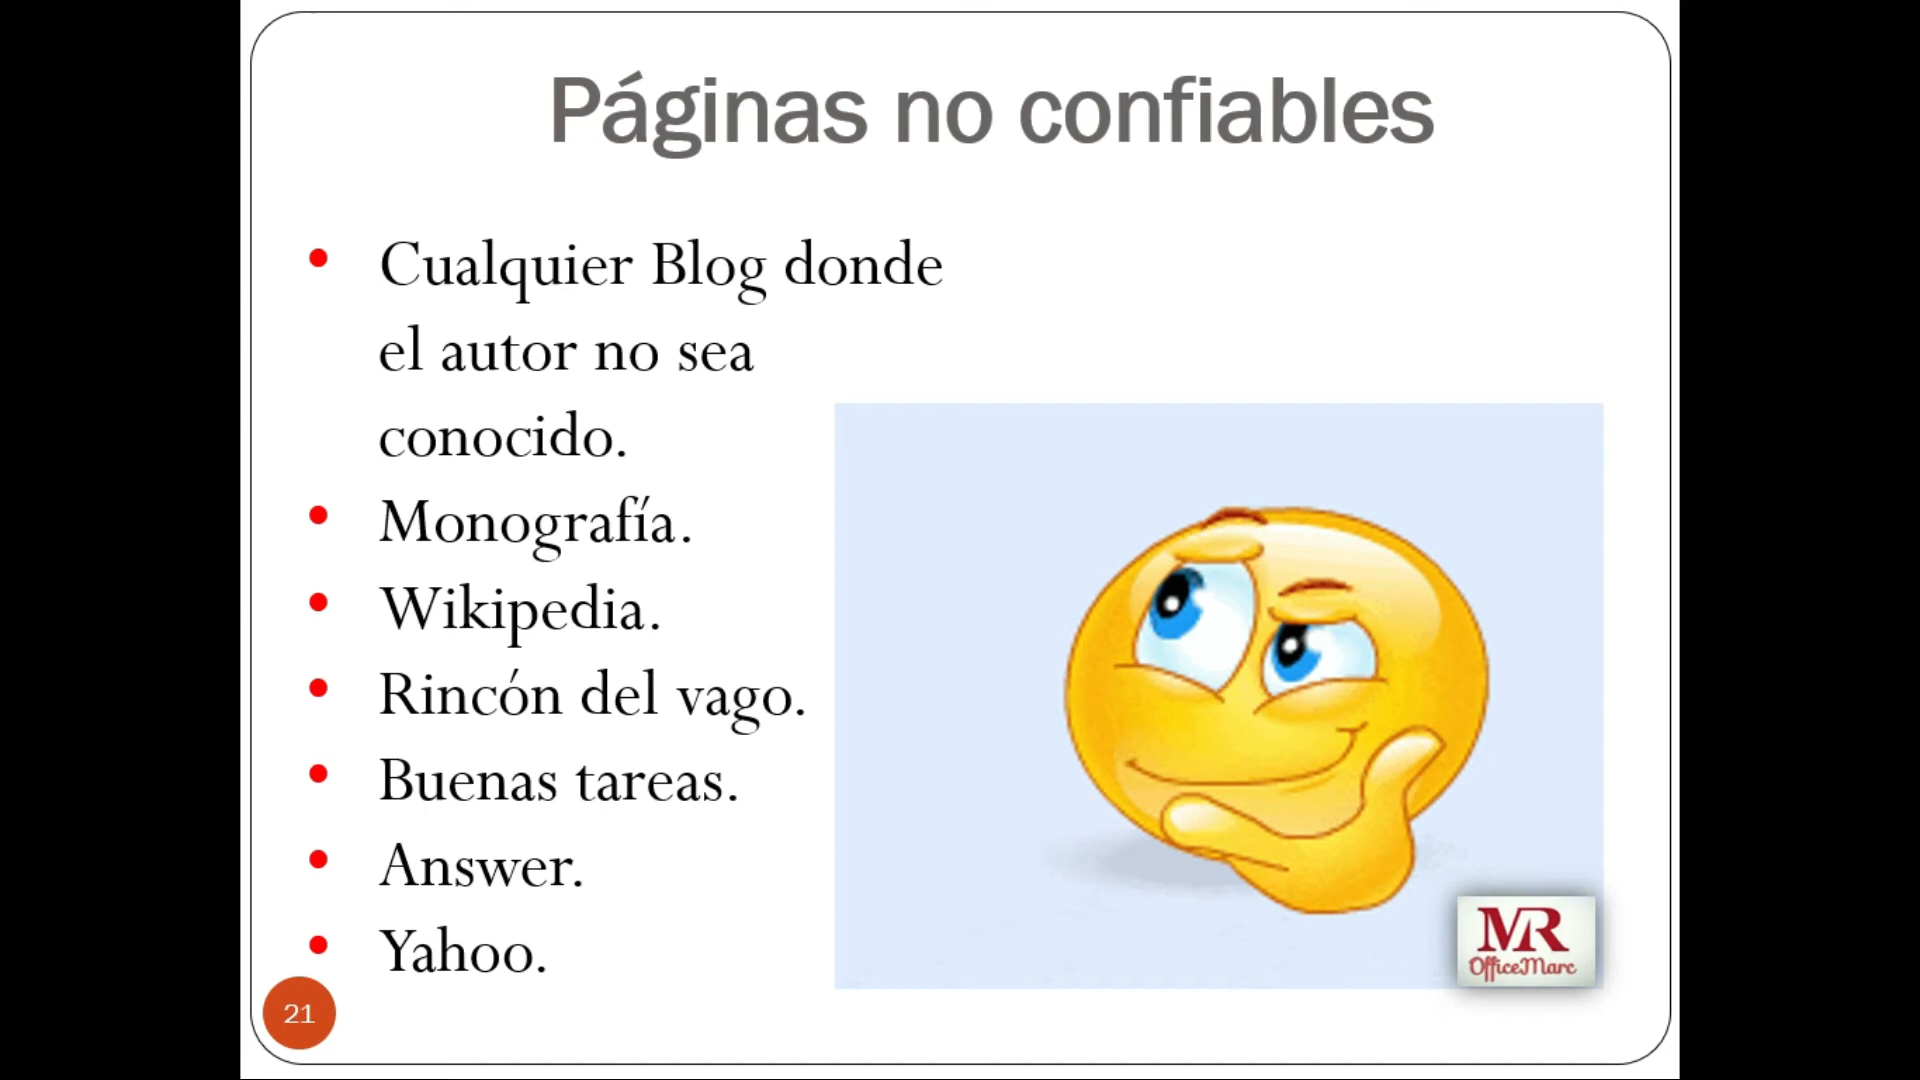 Páginas no confiables
• Cualquier Blog donde
el autor no sea
conocido.
• Monografía.
• Wikipedia.
• Rincón del vago.
• Buenas tareas.
• Answer.
• Yahoo.
MR
OfficeMarc
21